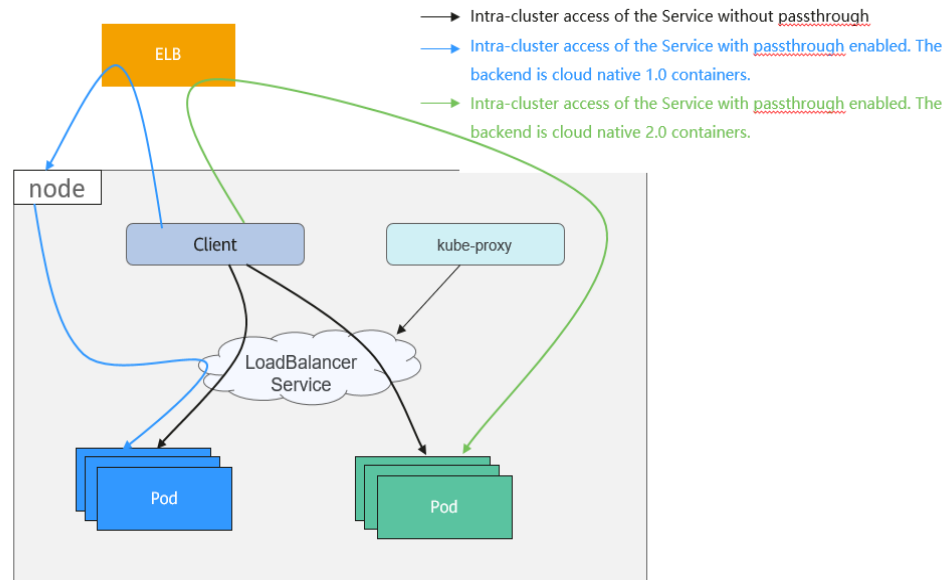 Intra-cluster access of the Service without passthrough
ELB
Intra-cluster access of the Service with passthrough enabled. The
backend is cloud native 1.0 containers.
Intra-cluster access of the Service with passthrough enabled. The
backend is cloud native 2.0 containers.
node
Client
kube-proxy
LoadBalancer
Service
Pod
Pod